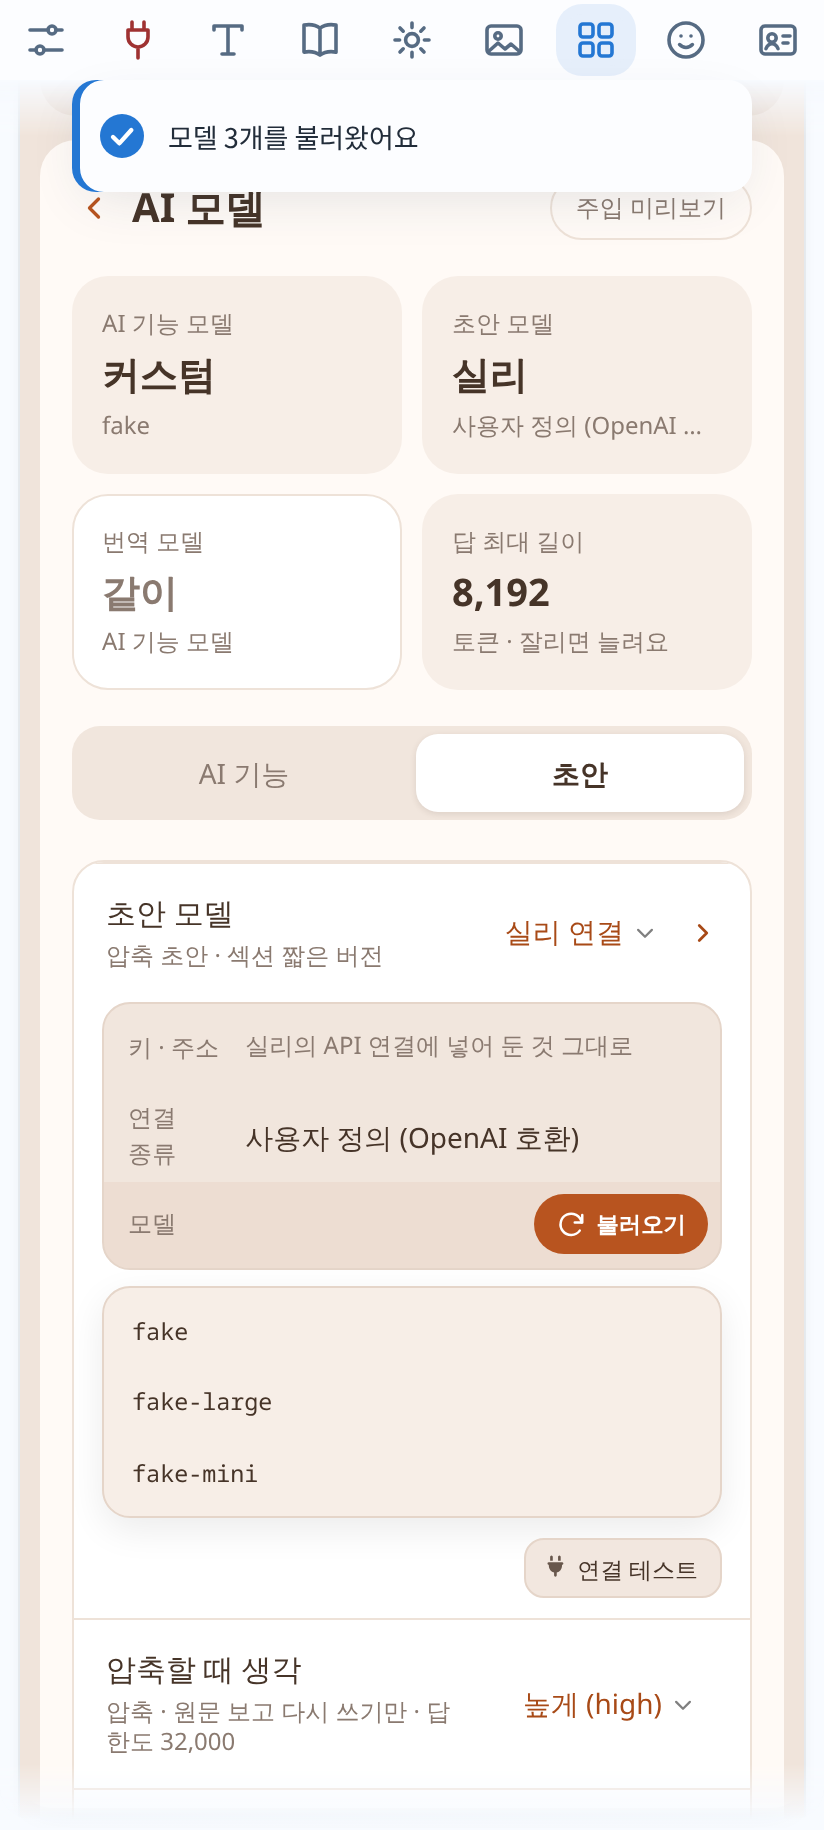 모델 3개를 불러왔어요
AI 모델
주입 미리보기
AI 기능 모델
커스텀
fake
초안 모델
실리
사용자 정의 (OpenAI ...
번역 모델
같이
AI 기능 모델
답 최대 길이
8,192
토큰 · 잘리면 늘려요
AI 기능
초안
초안 모델
압축 초안 · 섹션 짧은 버전
실리 연결
키 · 주소
실리의 API 연결에 넣어 둔 것 그대로
연결
종류
사용자 정의 (OpenAI 호환)
모델
불러오기
fake
fake-large
fake-mini
연결 테스트
압축할 때 생각
압축 · 원문 보고 다시 쓰기만 · 답
한도 32,000
높게 (high)